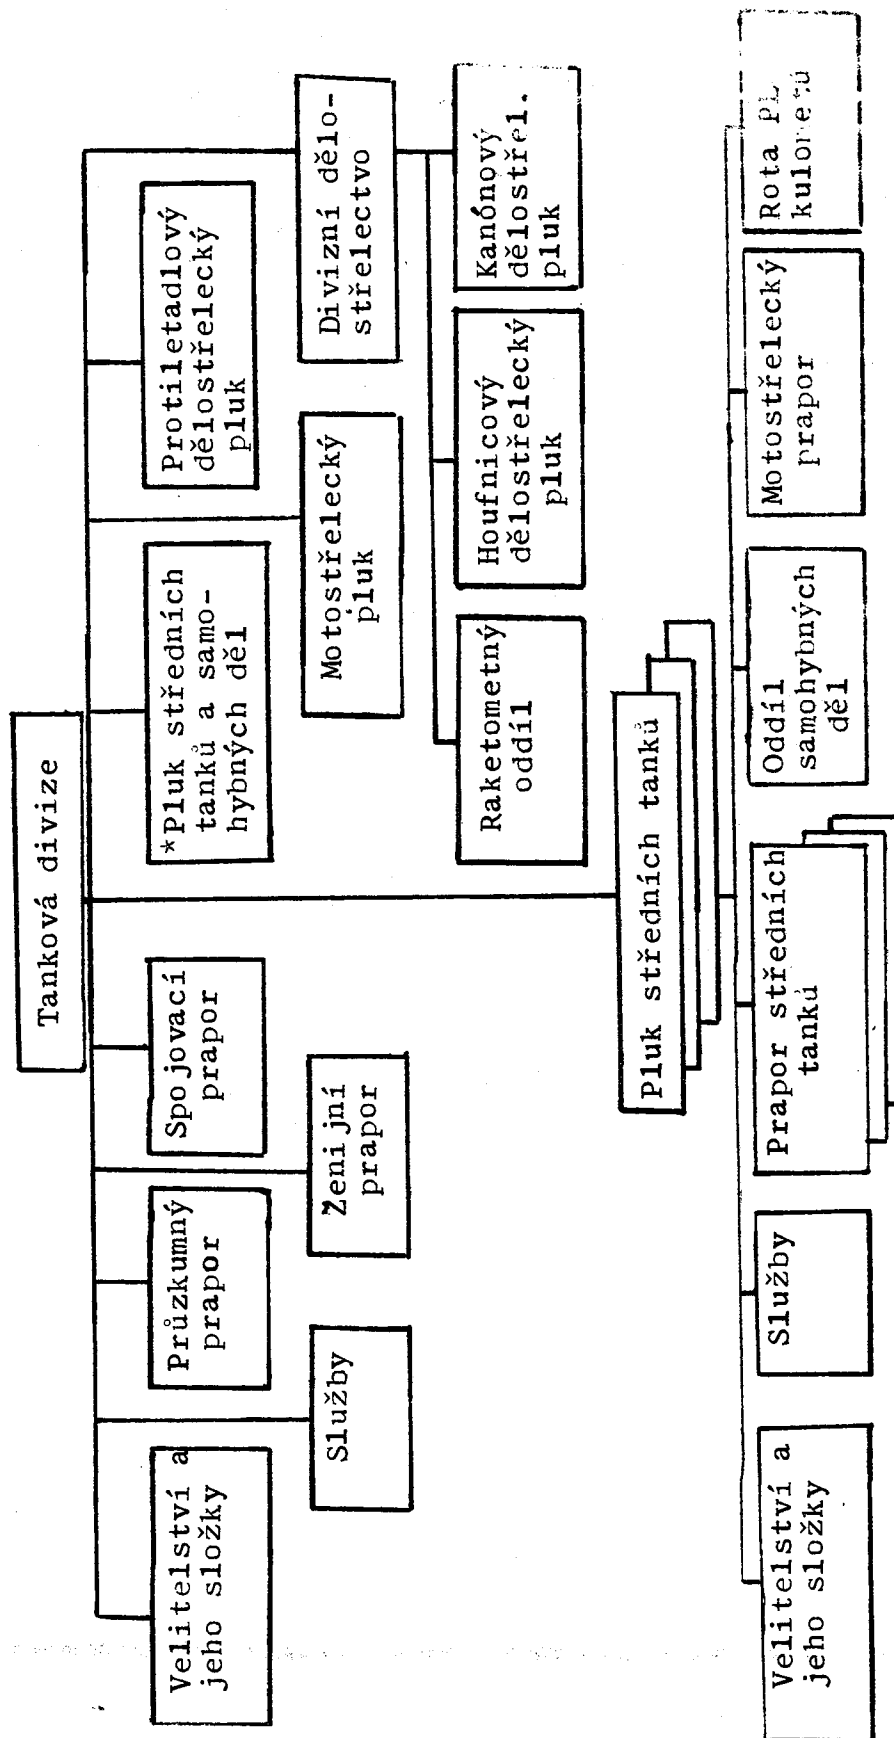 Tanková divize
Velitelství a
jeho složky
Průzkumný
prapor
Spojovací
prapor
*Pluk středních
tanků a samo-
hybných děl
Protiletadlový
dělostřelecký
pluk
Služby
Ženijní
prapor
Motostřelecký
pluk
Divizní dělo-
střelectvo
Raketometný
oddíl
Houfnicový
dělostřelecký
pluk
Kanónový
dělostřel.
pluk
Pluk středních tanků
Velitelství a
jeho složky
Služby
Prapor středních
tanků
Oddíl
samohybných
děl
Motostřelecký
prapor
Rota PL
kulometů